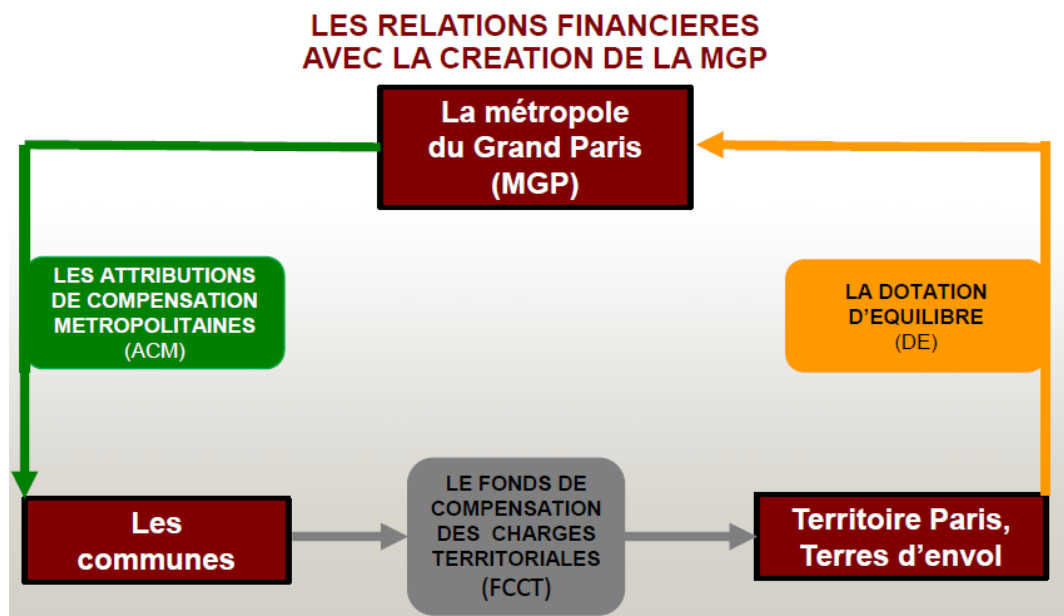 LES RELATIONS FINANCIERES
AVEC LA CREATION DE LA MGP
La métropole
du Grand Paris
(MGP)
LES ATTRIBUTIONS
DE COMPENSATION
METROPOLITAINES
(ACM)
LA DOTATION
D'EQUILIBRE
(DE)
Les
communes
LE FONDS DE
COMPENSATION
DES CHARGES
TERRITORIALES
(FCCT)
Territoire Paris,
Terres d'envol